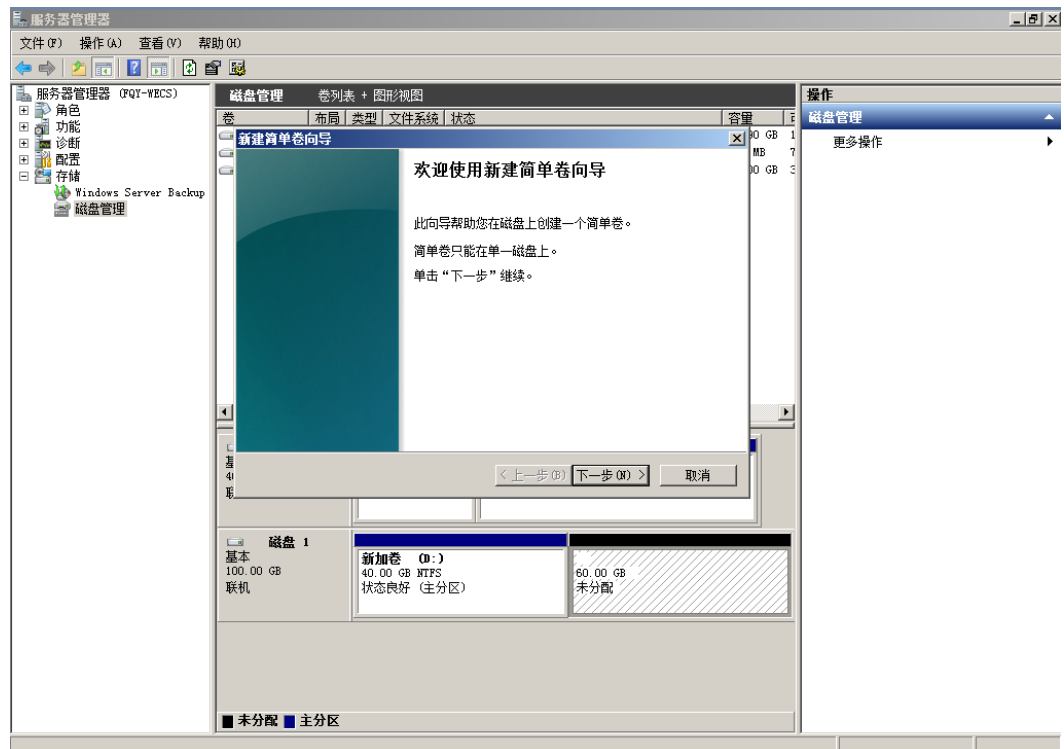 服务器管理器
文件(F) 操作(A) 查看(V) 帮助(H)
服务器管理器 (FQY-WECS)
角色
功能
诊断
配置
存储
Windows Server Backup
磁盘管理
磁盘管理 卷列表 + 图形视图
卷 布局 类型 文件系统 状态 容量
新建简单卷向导
欢迎使用新建简单卷向导
此向导帮助您在磁盘上创建一个简单卷。
简单卷只能在单一磁盘上。
单击“下一步”继续。
< 上一步(B) 下一步(N) > 取消
GB 1
MB 7
GB 3
磁盘 1
基本
100.00 GB
联机
新加卷 (D:)
40.00 GB NTFS
状态良好 (主分区)
60.00 GB
未分配
未分配 主分区
操作
磁盘管理
更多操作